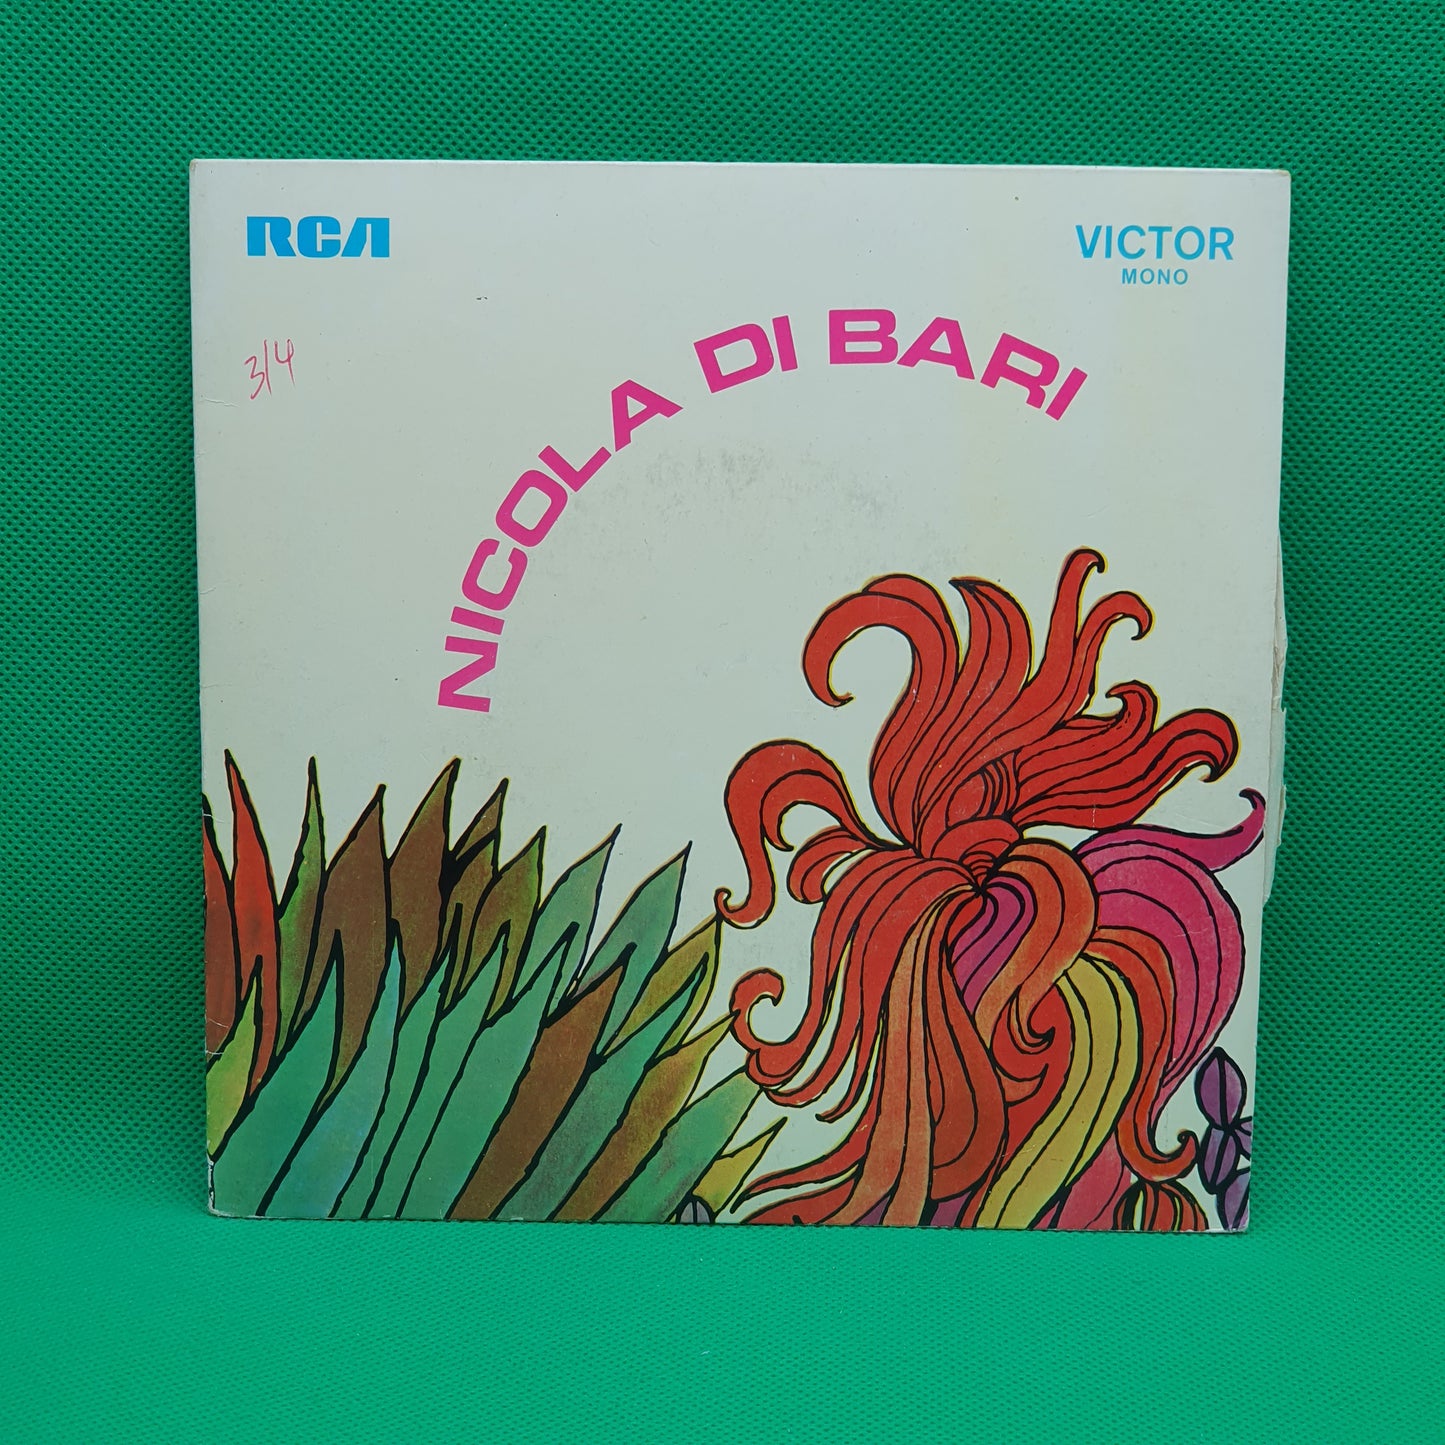 RCA
VICTOR
MONO
3/4
NICOLA DI BARI